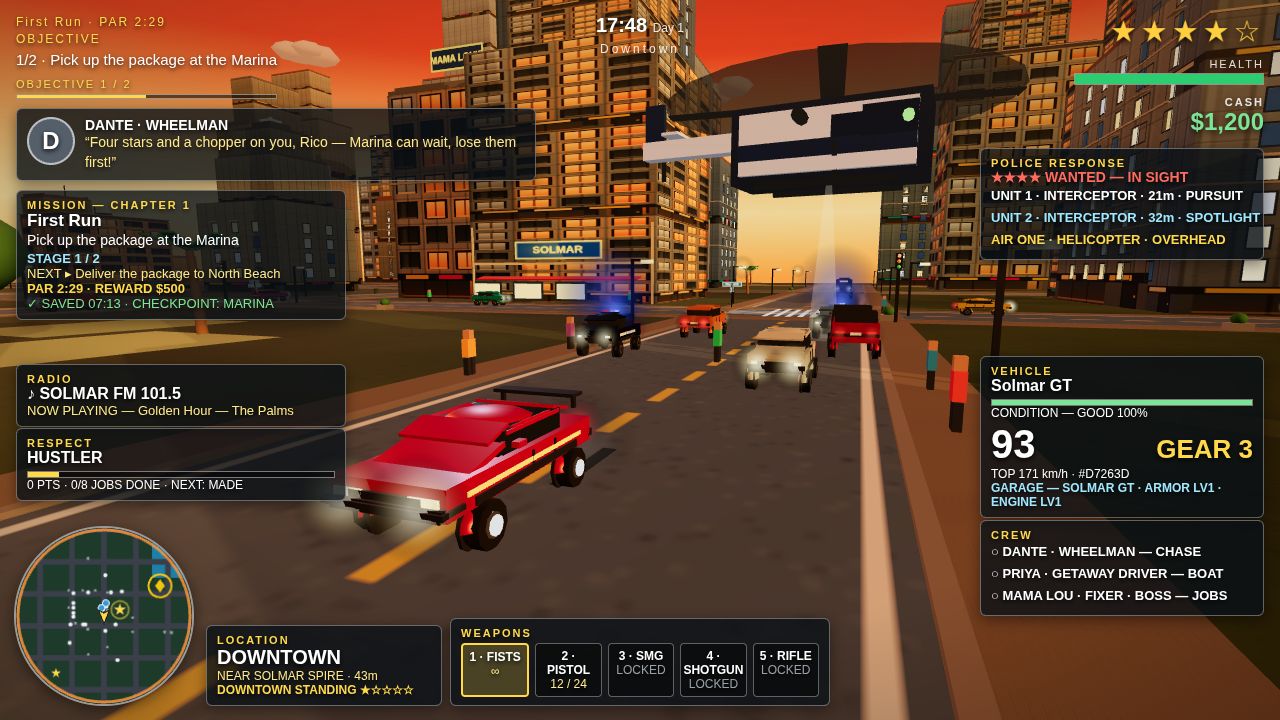 First Run · PAR 2:29
OBJECTIVE
1/2 · Pick up the package at the Marina
OBJECTIVE 1 / 2
D
DANTE · WHEELMAN
“Four stars and a chopper on you, Rico — Marina can wait, lose them
first!”
MISSION — CHAPTER 1
First Run
Pick up the package at the Marina
STAGE 1 / 2
NEXT ▸ Deliver the package to North Beach
PAR 2:29 · REWARD $500
✓ SAVED 07:13 · CHECKPOINT: MARINA
RADIO
♪ SOLMAR FM 101.5
NOW PLAYING — Golden Hour — The Palms
RESPECT
HUSTLER
0 PTS · 0/8 JOBS DONE · NEXT: MADE
LOCATION
DOWNTOWN
NEAR SOLMAR SPIRE · 43m
DOWNTOWN STANDING ★☆☆☆☆
WEAPONS
1 · FISTS
∞
2 ·
PISTOL
12 / 24
3 · SMG
LOCKED
4 ·
SHOTGUN
LOCKED
5 · RIFLE
LOCKED
17:48 Day 1
Downtown
MAMA
SOLMAR
★★★★☆
HEALTH
CASH
$1,200
POLICE RESPONSE
★★★★ WANTED — IN SIGHT
UNIT 1 · INTERCEPTOR · 21m · PURSUIT
UNIT 2 · INTERCEPTOR · 32m · SPOTLIGHT
AIR ONE · HELICOPTER · OVERHEAD
VEHICLE
Solmar GT
CONDITION — GOOD 100%
93
GEAR 3
TOP 171 km/h · #D7263D
GARAGE — SOLMAR GT · ARMOR LV1 ·
ENGINE LV1
CREW
○ DANTE · WHEELMAN — CHASE
○ PRIYA · GETAWAY DRIVER — BOAT
○ MAMA LOU · FIXER · BOSS — JOBS